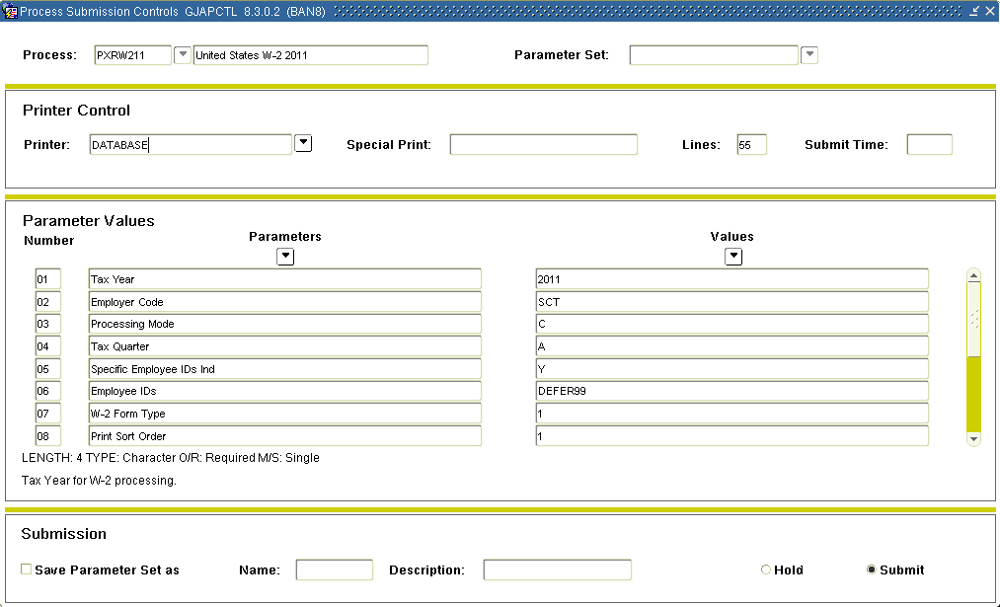 Process Submission Controls GJAPCTL 8.3.0.2 (BAN8)
Process: PXRW211 United States W-2 2011 Parameter Set:
Printer Control
Printer: DATABASE Special Print: Lines: 55 Submit Time:
Parameter Values
Number Parameters Values
01 Tax Year 2011
02 Employer Code SCT
03 Processing Mode C
04 Tax Quarter A
05 Specific Employee IDs Ind Y
06 Employee IDs DEFER99
07 W-2 Form Type 1
08 Print Sort Order 1
LENGTH: 4 TYPE: Character O/R: Required M/S: Single
Tax Year for W-2 processing.
Submission
Save Parameter Set as Name: Description: Hold Submit